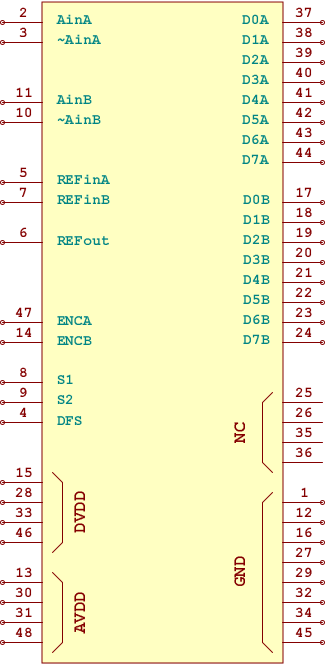 2 AinA D0A 37
3 ~AinA D1A 38
D2A 39
D3A 40
11 AinB D4A 41
10 ~AinB D5A 42
D6A 43
D7A 44
5 REFinA
7 REFinB D0B 17
D1B 18
6 REFout D2B 19
D3B 20
D4B 21
D5B 22
47 ENCA D6B 23
14 ENCB D7B 24
8 S1
9 S2 25
4 DFS 26
NC 35
36
15
28 1
DVDD 12
33
46 16
27
13 GND 29
30 32
AVDD 34
31
48 45